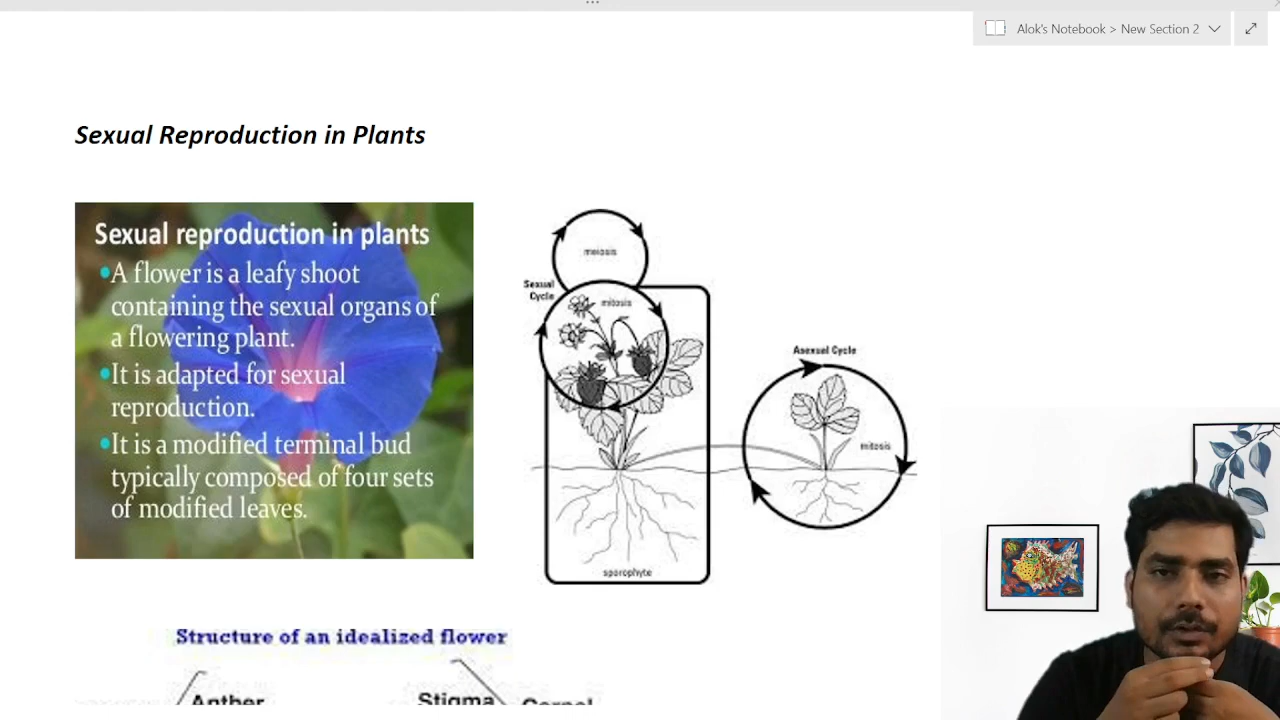 Alok's Notebook > New Section 2
Sexual Reproduction in Plants
Sexual reproduction in plants
•A flower is a leafy shoot
containing the sexual organs of
a flowering plant.
•It is adapted for sexual
reproduction.
•It is a modified terminal bud
typically composed of four sets
of modified leaves.
meiosis
Sexual
Cycle
mitosis
sporophyte
Asexual Cycle
mitosis
Structure of an idealized flower
Anther
Stigma